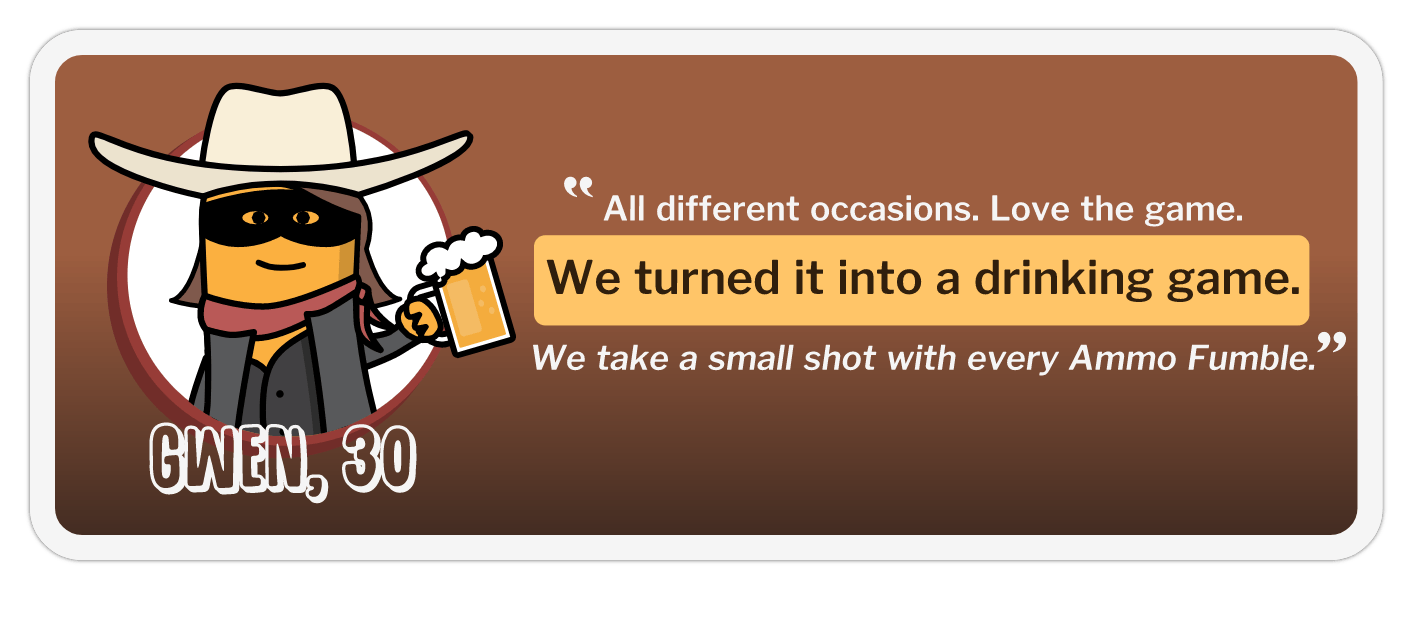 “ All different occasions. Love the game.
We turned it into a drinking game.
We take a small shot with every Ammo Fumble.”
GWEN, 30